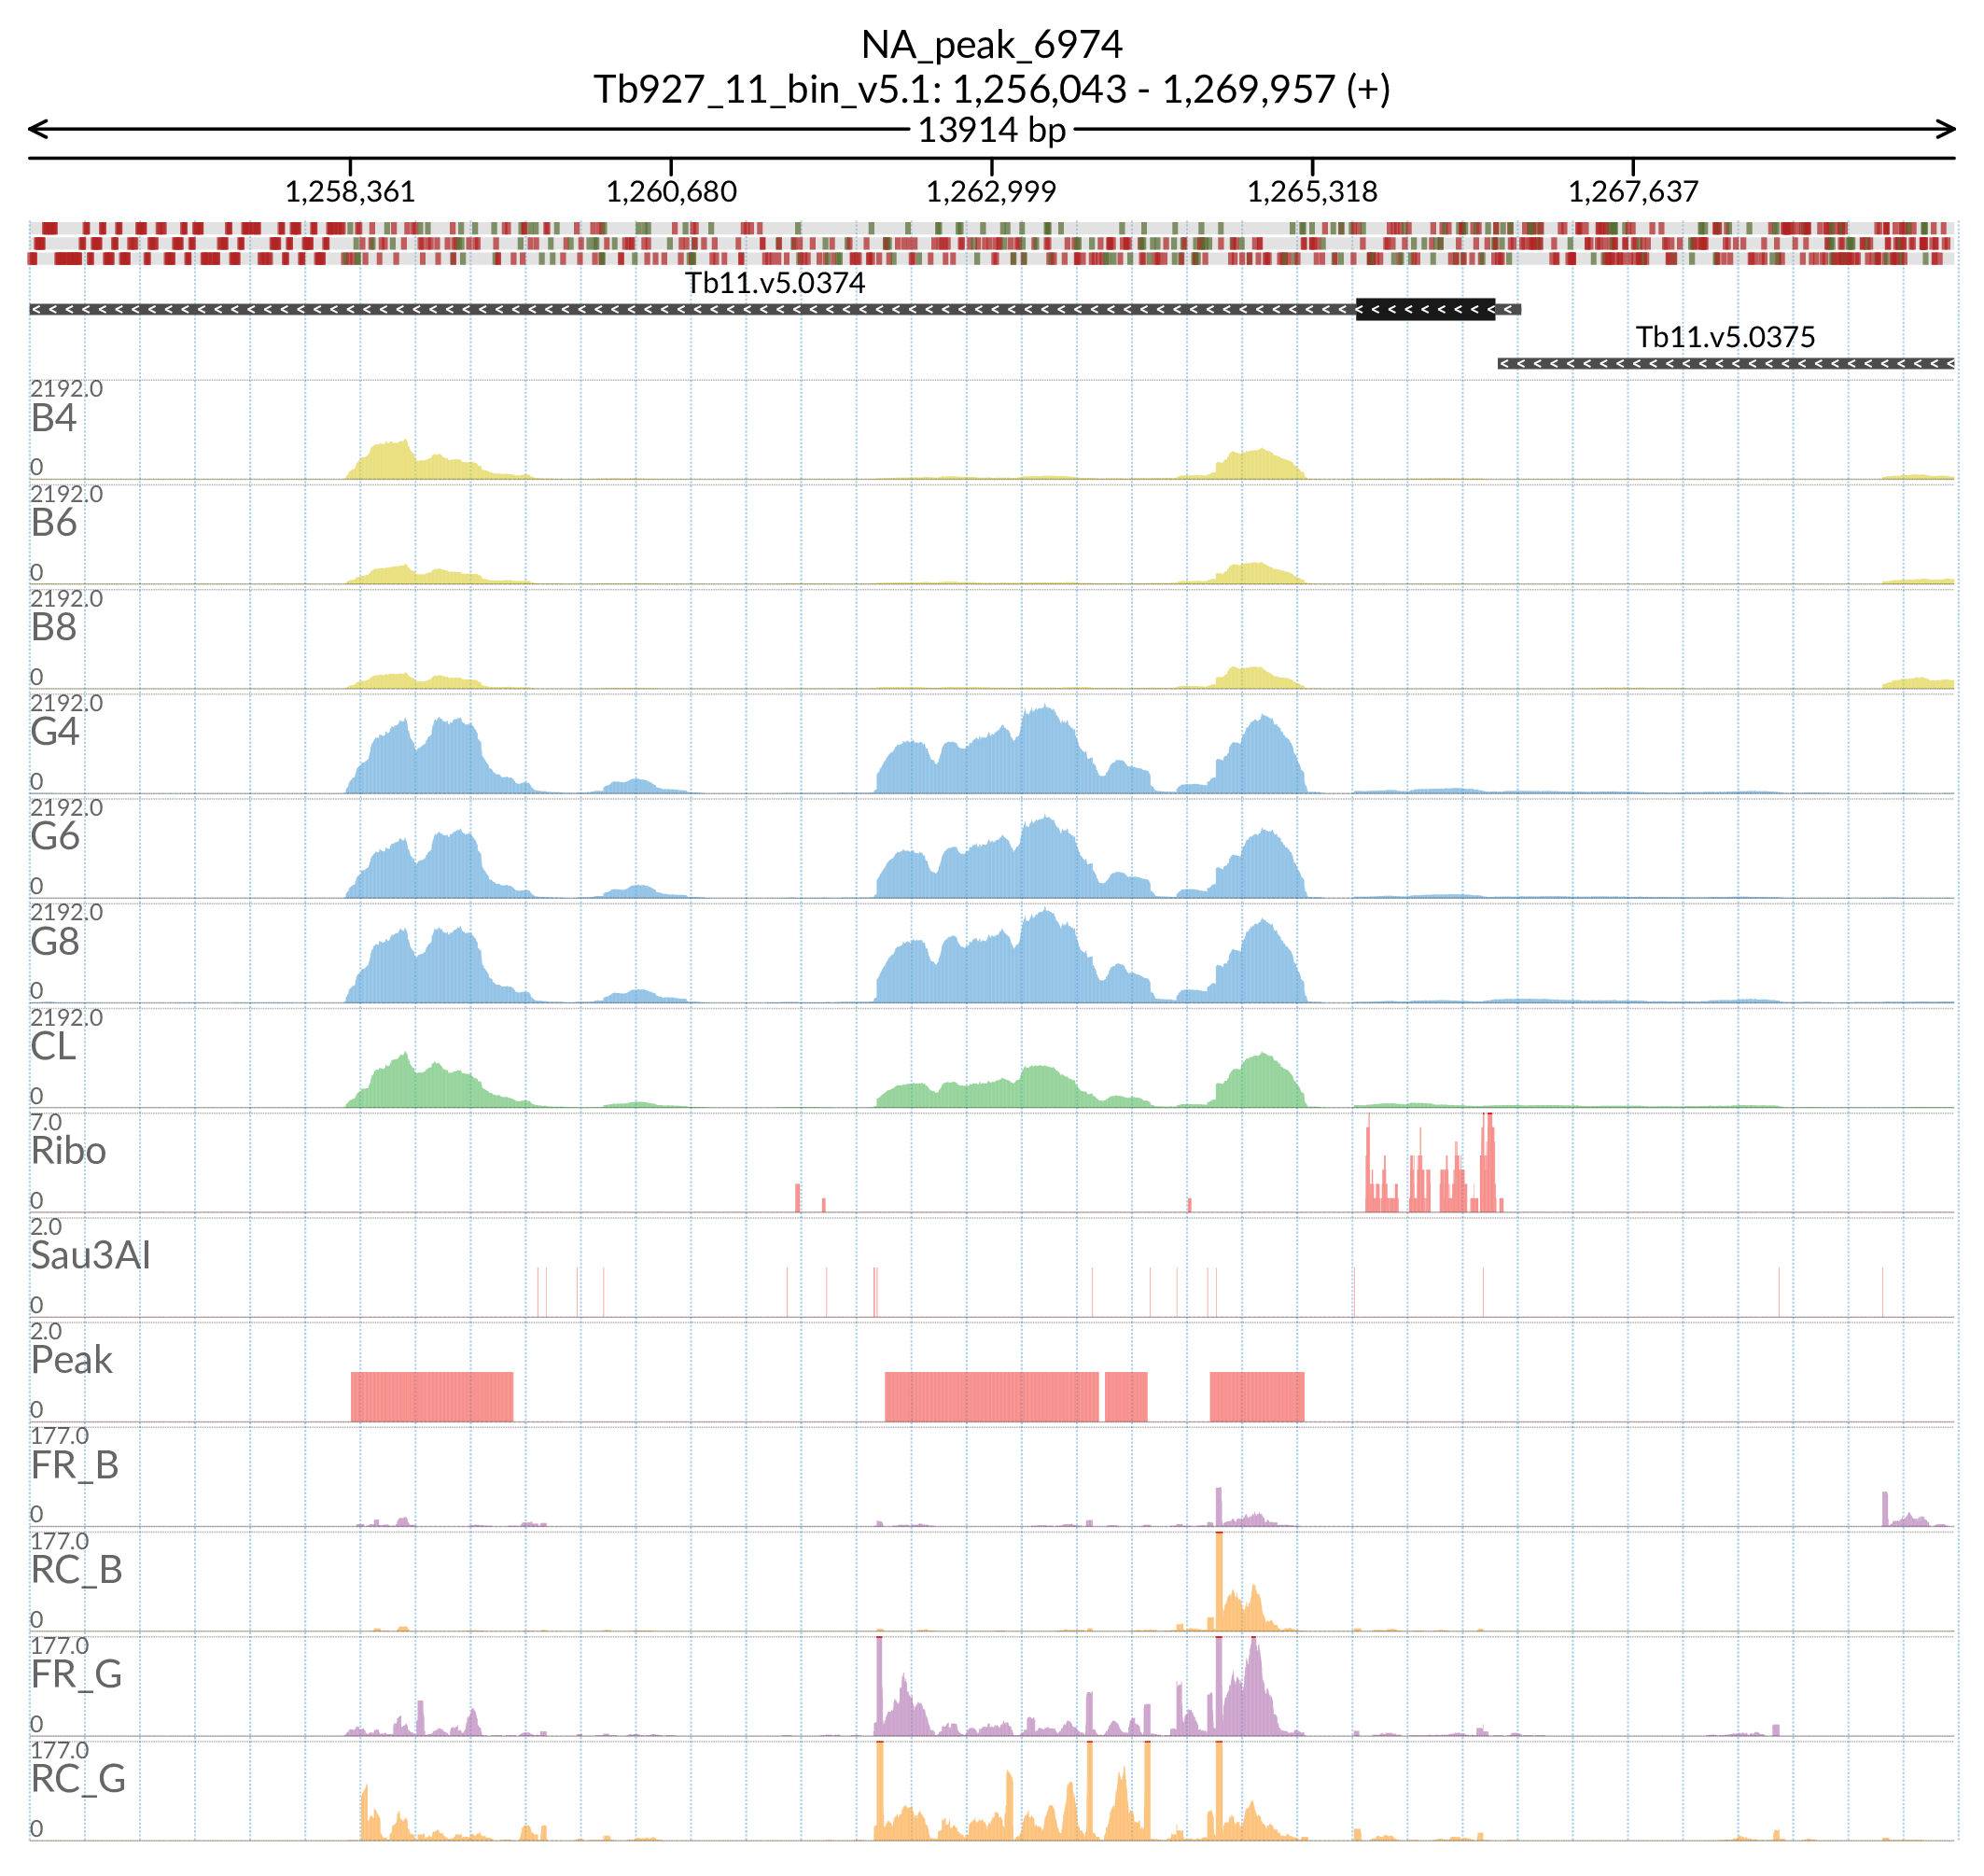 NA_peak_6974
Tb927_11_bin_v5.1: 1,256,043 - 1,269,957 (+)
13914 bp
1,258,361 1,260,680 1,262,999 1,265,318 1,267,637
Tb11.v5.0374
Tb11.v5.0375
2192.0
B4
0
2192.0
B6
0
2192.0
B8
0
2192.0
G4
0
2192.0
G6
0
2192.0
G8
0
2192.0
CL
0
7.0
Ribo
0
2.0
Sau3AI
0
2.0
Peak
0
177.0
FR_B
0
177.0
RC_B
0
177.0
FR_G
0
177.0
RC_G
0